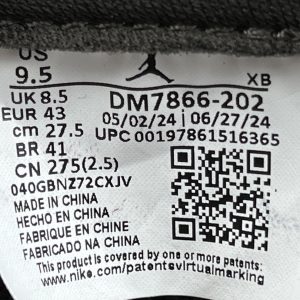 US
9.5 XB
UK 8.5 DM7866-202
EUR 43 05/02/24 | 06/27/24
cm 27.5 UPC 00197861516365
BR 41
CN 275(2.5)
040GBNZ72CXJV
MADE IN CHINA
HECHO EN CHINA
FABRIQUE EN CHINE
FABRICADO NA CHINA
This product is covered by one or more
www.nike.com/patents•virtualmarking